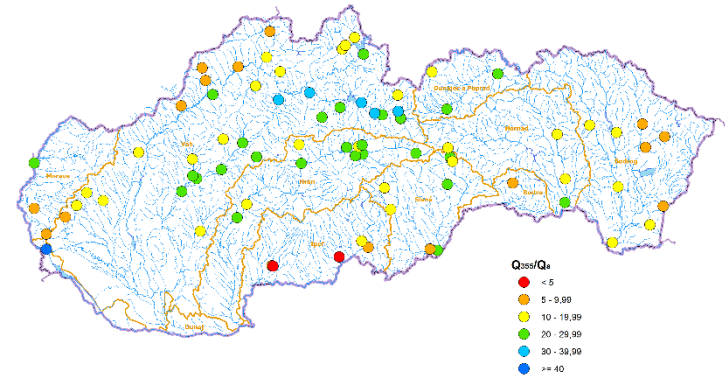 Dunajec a Poprad
Váh
Hornád
Bodrog
Morava
Hron
Slaná
Bodva
Ipeľ
Dunaj
Q355/Qa
< 5
5 - 9,99
10 - 19,99
20 - 29,99
30 - 39,99
>= 40